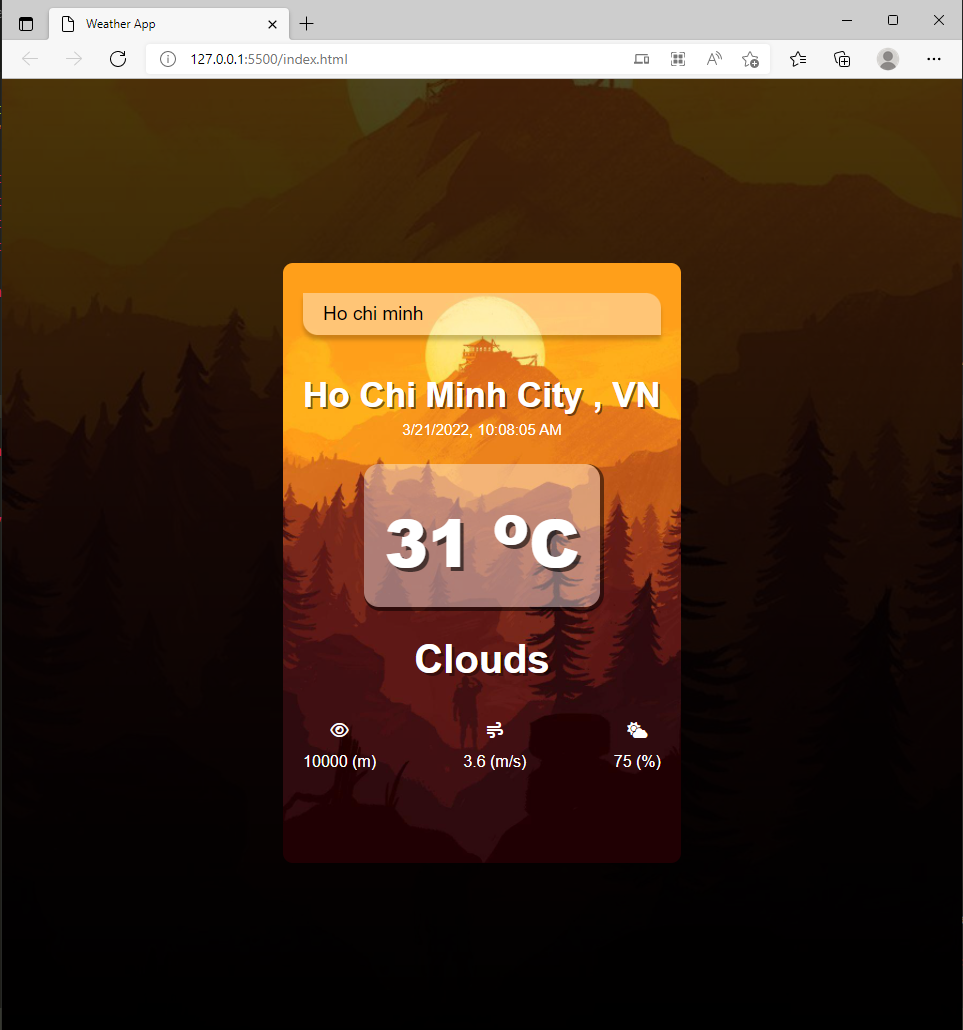 Weather App
127.0.0.1:5500/index.html
Ho chi minh
Ho Chi Minh City , VN
3/21/2022, 10:08:05 AM
31 ºC
Clouds
10000 (m) 3.6 (m/s) 75 (%)